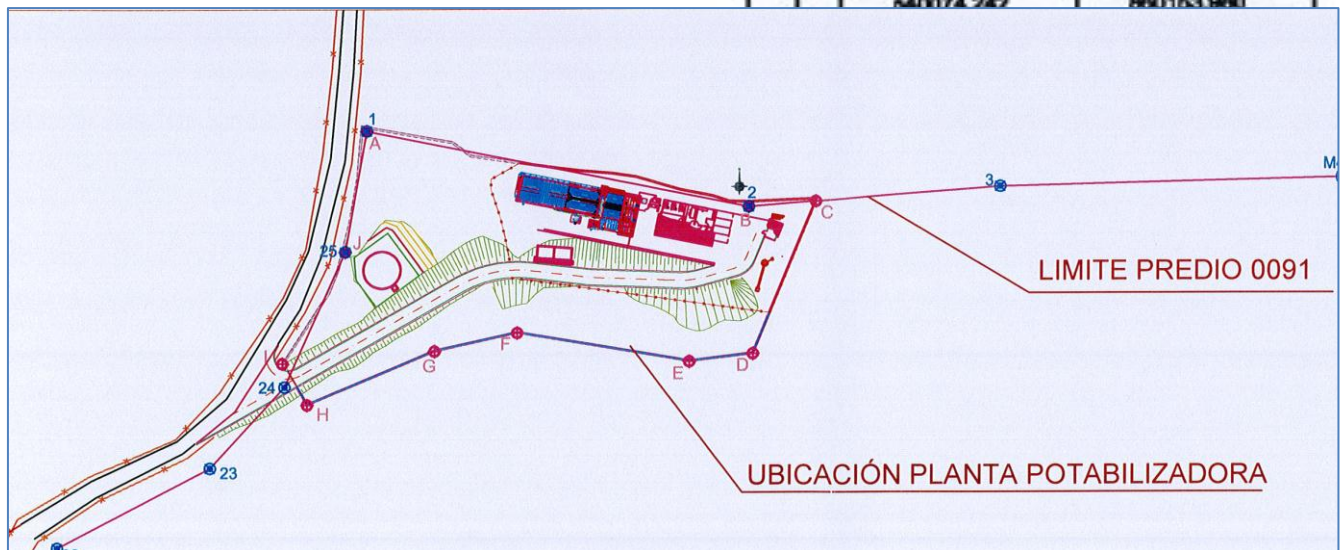 1
A
2
B
C
3
M
25
J
LIMITE PREDIO 0091
F
G
E
D
24
H
23
UBICACIÓN PLANTA POTABILIZADORA